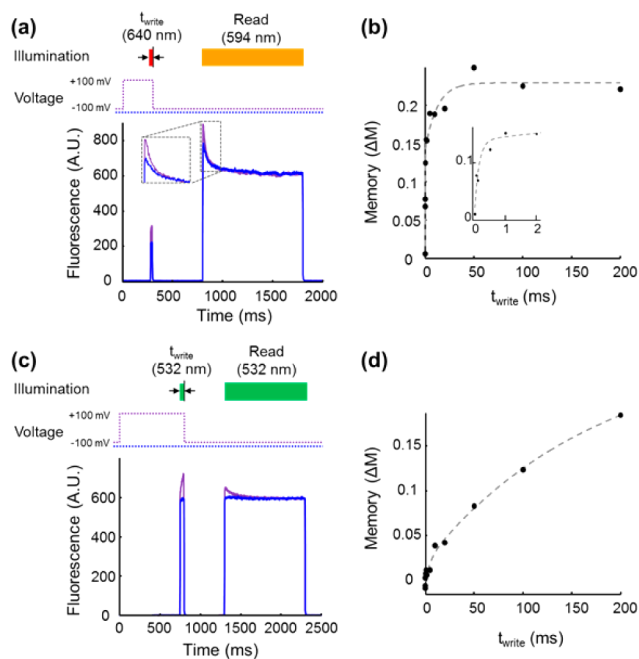 (a)
t write
(640 nm)
Read
(594 nm)
Illumination
Voltage
+100 mV
-100 mV
Fluorescence (A.U.)
800
600
400
200
0
0 500 1000 1500 2000
Time (ms)
(b)
Memory (ΔM)
0.2
0.15
0.1
0.05
0
0.1
0
0 1 2
0 50 100 150 200
t write (ms)
(c)
t write
(532 nm)
Read
(532 nm)
Illumination
Voltage
+100 mV
-100 mV
Fluorescence (A.U.)
600
400
200
0
0 500 1000 1500 2000 2500
Time (ms)
(d)
Memory (ΔM)
0.15
0.1
0.05
0
0 50 100 150 200
t write (ms)